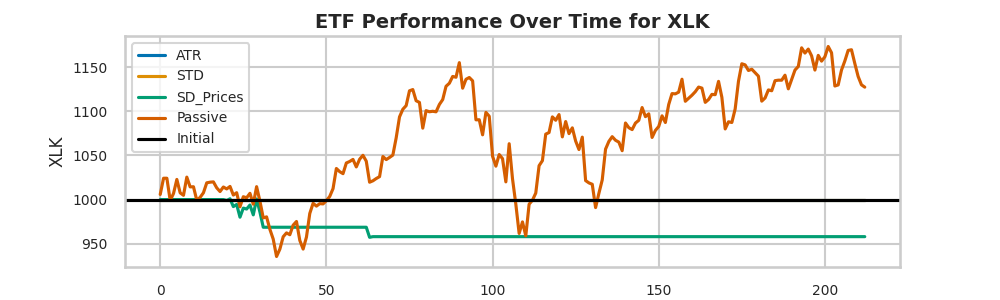 ETF Performance Over Time for XLK
XLK
1150
1100
1050
1000
950
ATR
STD
SD_Prices
Passive
Initial
0 50 100 150 200